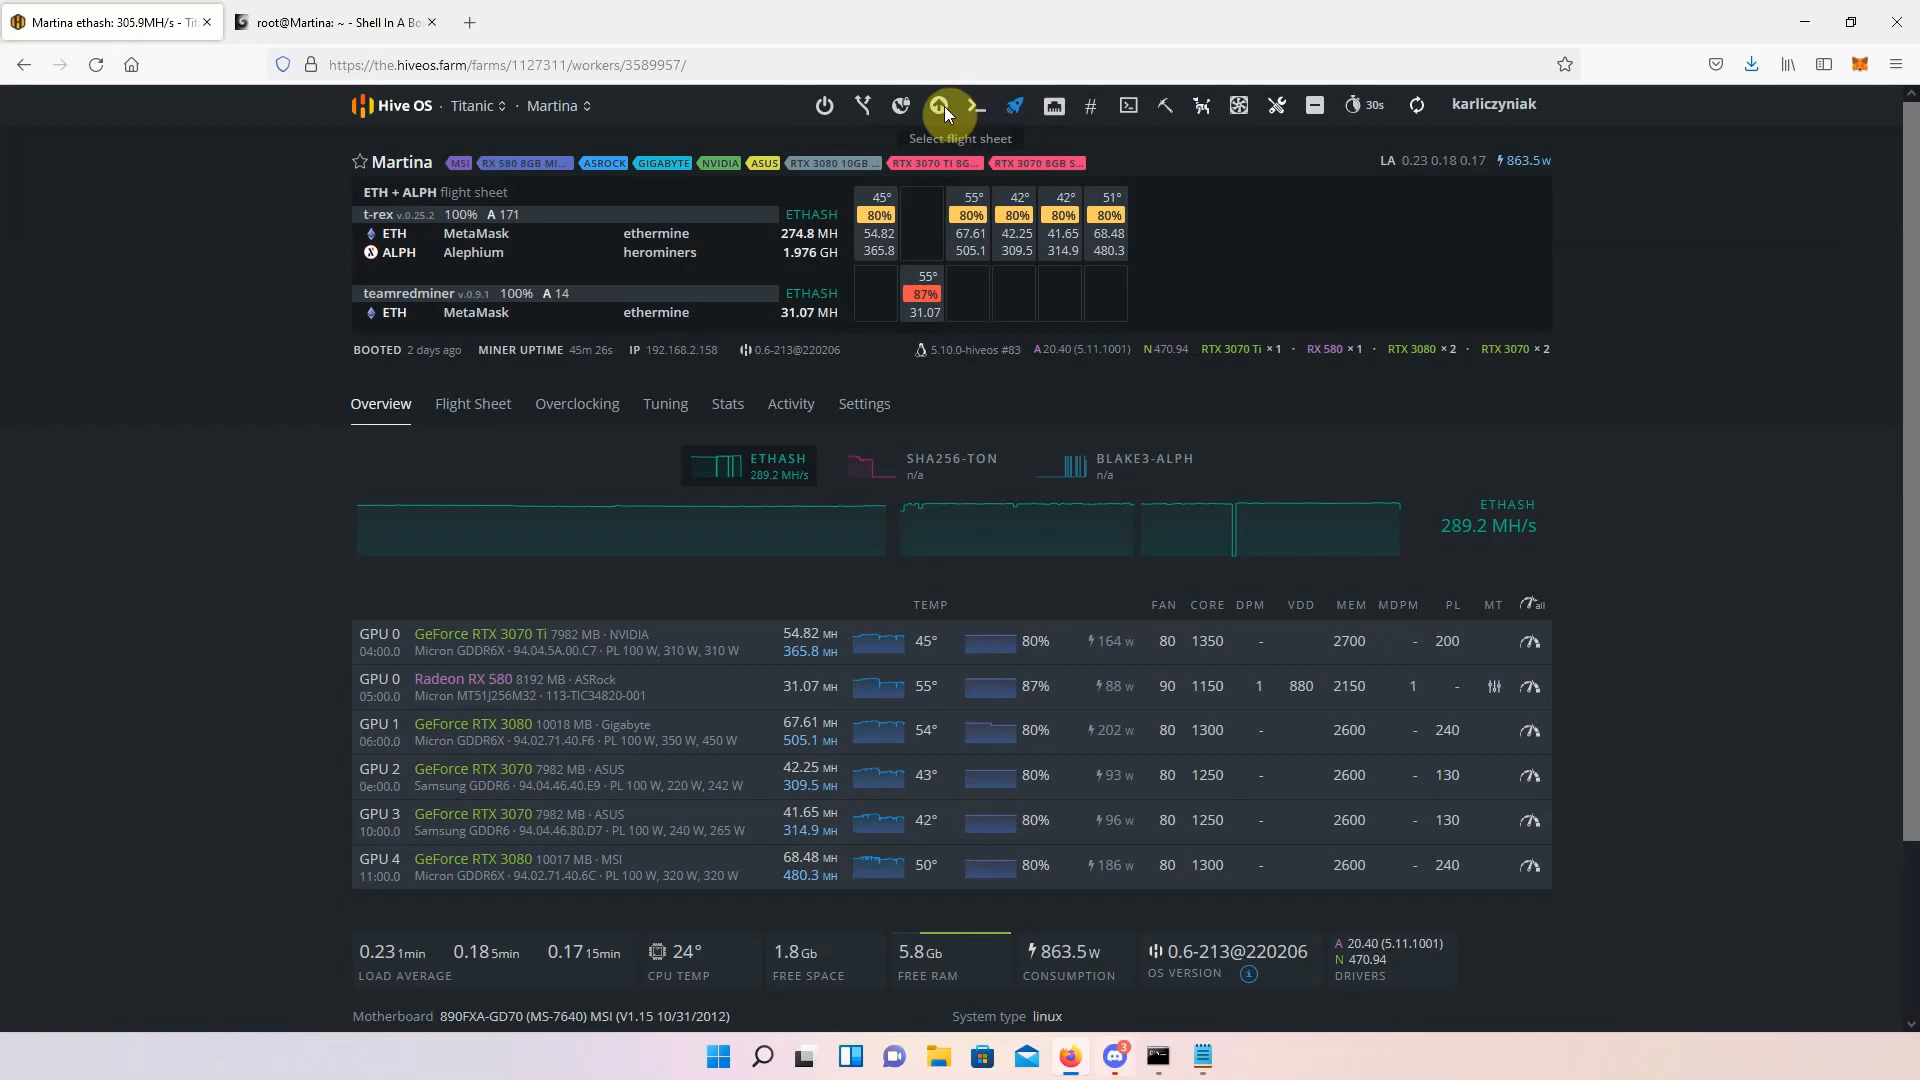 Martina ethash: 305.9MH/s - Tit
root@Martina: ~ - Shell In A Bo
https://the.hiveos.farm/farms/1127311/workers/3589957/
Hive OS Titanic · Martina
30s karliczyniak
Select flight sheet
Martina MSI RX 580 8GB MI... ASROCK GIGABYTE NVIDIA ASUS RTX 3080 10GB ... RTX 3070 TI 8G... RTX 3070 8GB S... LA 0.23 0.18 0.17 863.5w
ETH + ALPH flight sheet 45° 55° 42° 42° 51°
t-rex v.0.25.2 100% A 171 ETHASH 80% 80% 80% 80% 80%
ETH MetaMask ethermine 274.8 MH 54.82 67.61 42.25 41.65 68.48
ALPH Alephium herominers 1.976 GH 365.8 505.1 309.5 314.9 480.3
55°
teamredminer v.0.9.1 100% A 14 ETHASH 87%
ETH MetaMask ethermine 31.07 MH 31.07
BOOTED 2 days ago MINER UPTIME 45m 26s IP 192.168.2.158 0.6-213@220206 5.10.0-hiveos #83 A 20.40 (5.11.1001) N 470.94 RTX 3070 Ti × 1 · RX 580 × 1 · RTX 3080 × 2 · RTX 3070 × 2
Overview Flight Sheet Overclocking Tuning Stats Activity Settings
ETHASH SHA256-TON BLAKE3-ALPH
289.2 MH/s n/a n/a
ETHASH
289.2 MH/s
TEMP FAN CORE DPM VDD MEM MDPM PL MT all
GPU 0 GeForce RTX 3070 Ti 7982 MB · NVIDIA 54.82 MH 45° 80% 164 w 80 1350 - 2700 - 200
04:00.0 Micron GDDR6X · 94.04.5A.00.C7 · PL 100 W, 310 W, 310 W 365.8 MH
GPU 0 Radeon RX 580 8192 MB · ASRock 31.07 MH 55° 87% 88 w 90 1150 1 880 2150 1 -
05:00.0 Micron MT51J256M32 · 113-TIC34820-001
GPU 1 GeForce RTX 3080 10018 MB · Gigabyte 67.61 MH 54° 80% 202 w 80 1300 - 2600 - 240
06:00.0 Micron GDDR6X · 94.02.71.40.F6 · PL 100 W, 350 W, 450 W 505.1 MH
GPU 2 GeForce RTX 3070 7982 MB · ASUS 42.25 MH 43° 80% 93 w 80 1250 - 2600 - 130
0e:00.0 Samsung GDDR6 · 94.04.46.40.E9 · PL 100 W, 220 W, 242 W 309.5 MH
GPU 3 GeForce RTX 3070 7982 MB · ASUS 41.65 MH 42° 80% 96 w 80 1250 - 2600 - 130
10:00.0 Samsung GDDR6 · 94.04.46.80.D7 · PL 100 W, 240 W, 265 W 314.9 MH
GPU 4 GeForce RTX 3080 10017 MB · MSI 68.48 MH 50° 80% 186 w 80 1300 - 2600 - 240
11:00.0 Micron GDDR6X · 94.02.71.40.6C · PL 100 W, 320 W, 320 W 480.3 MH
0.23 1min 0.18 5min 0.17 15min 24° 1.8 Gb 5.8 Gb 863.5 w 0.6-213@220206 A 20.40 (5.11.1001)
N 470.94
LOAD AVERAGE CPU TEMP FREE SPACE FREE RAM CONSUMPTION OS VERSION DRIVERS
Motherboard 890FXA-GD70 (MS-7640) MSI (V1.15 10/31/2012) System type linux
3